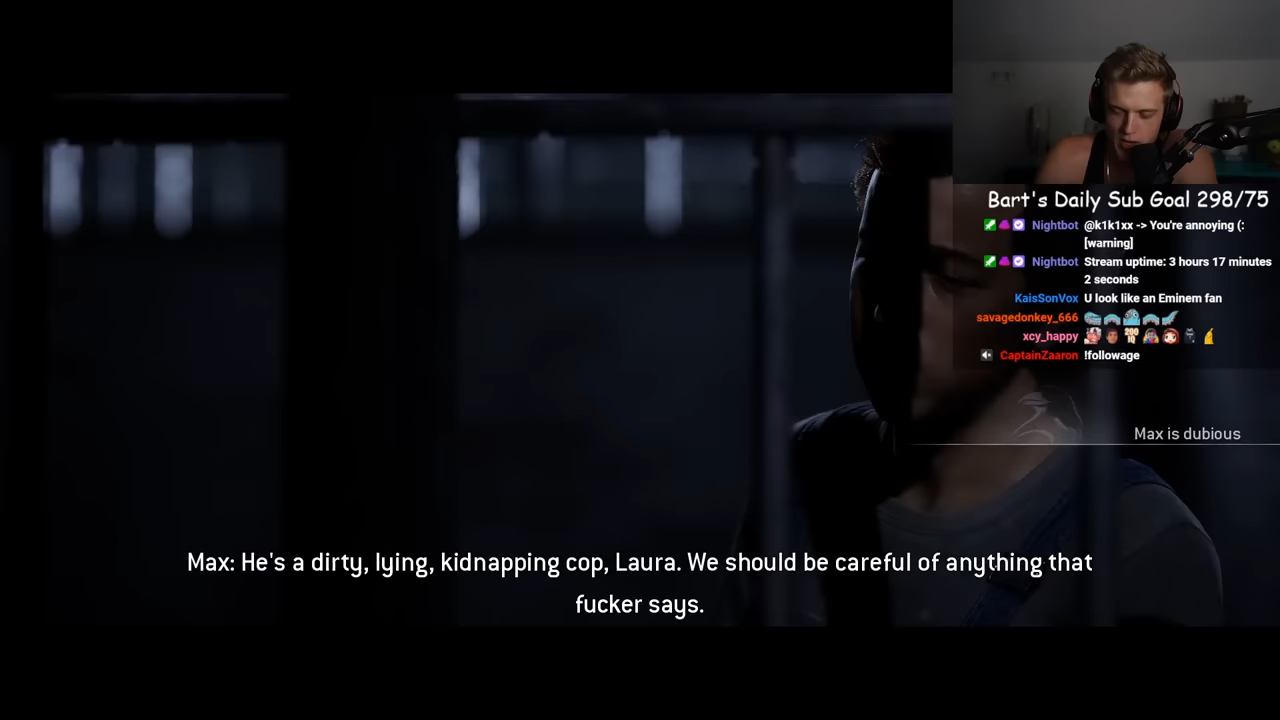 Bart's Daily Sub Goal 298/75
Nightbot @k1k1xx -> You're annoying (:
[warning]
Nightbot Stream uptime: 3 hours 17 minutes
2 seconds
KaisSonVox U look like an Eminem fan
savagedonkey_666
xcy_happy
CaptainZaaron !followage
Max is dubious
Max: He's a dirty, lying, kidnapping cop, Laura. We should be careful of anything that
fucker says.